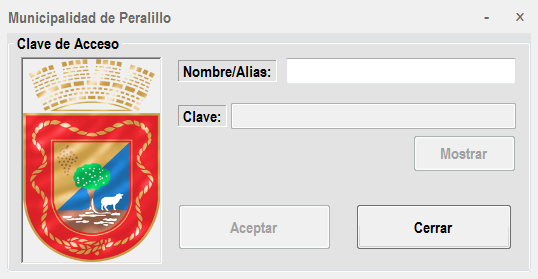 Municipalidad de Peralillo
Clave de Acceso
Nombre/Alias:
Clave:
Mostrar
Aceptar
Cerrar